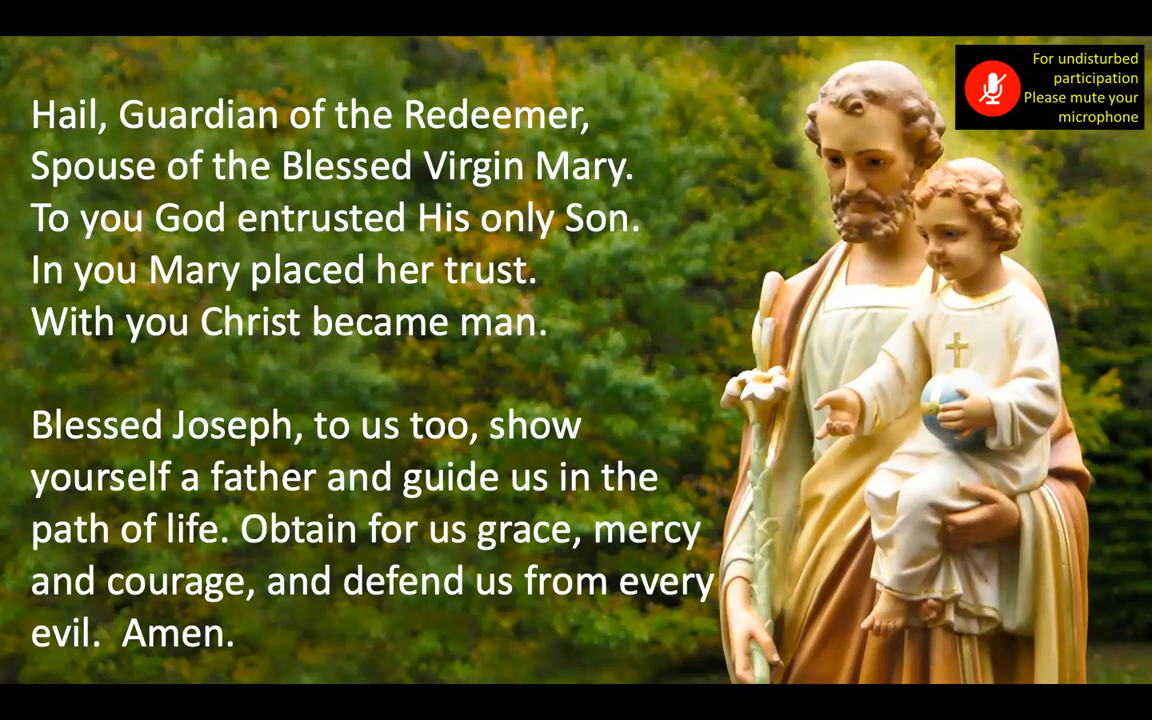 Hail, Guardian of the Redeemer,
Spouse of the Blessed Virgin Mary.
To you God entrusted His only Son.
In you Mary placed her trust.
With you Christ became man.
Blessed Joseph, to us too, show
yourself a father and guide us in the
path of life. Obtain for us grace, mercy
and courage, and defend us from every
evil.  Amen.
For undisturbed
participation
Please mute your
microphone